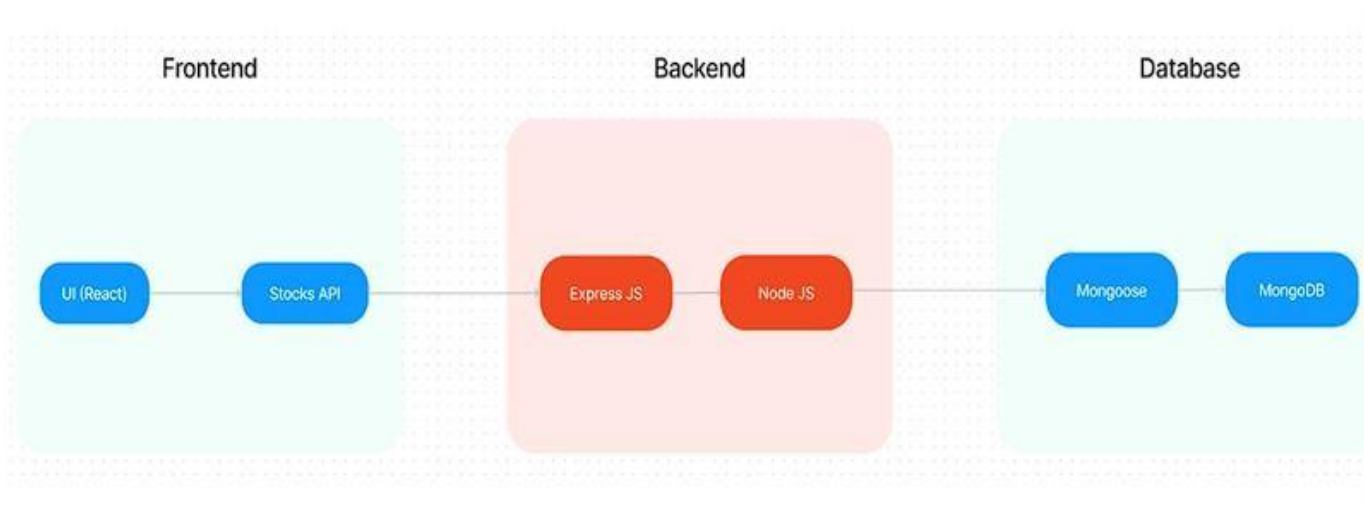 Frontend
Backend
Database
UI (React)
Stocks API
Express JS
Node JS
Mongoose
MongoDB